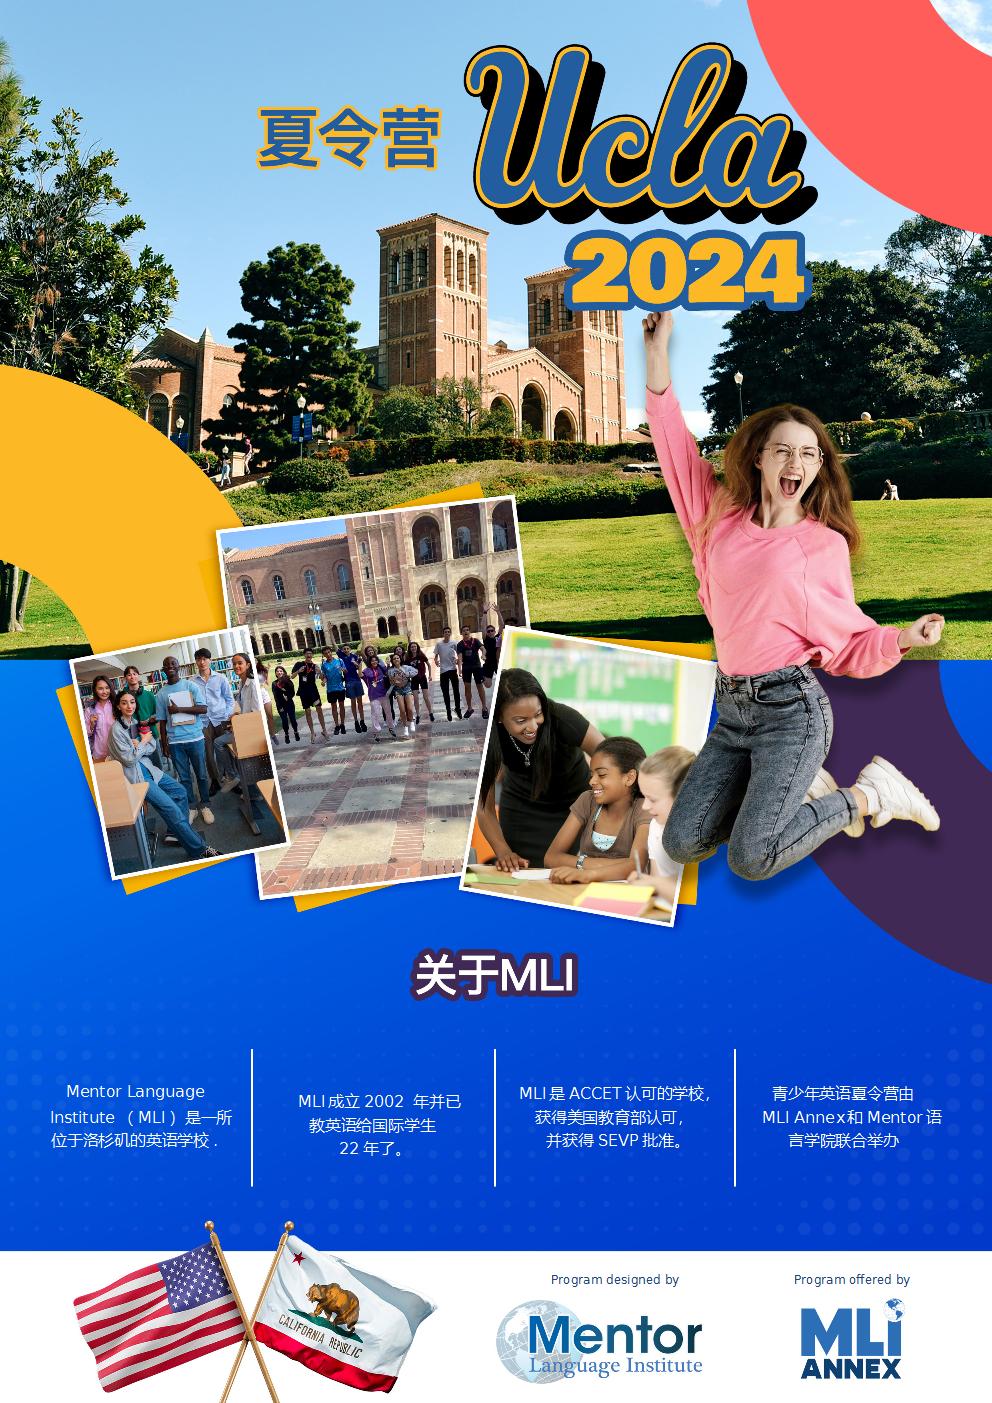 夏令营
Ucla
2024
关于MLI
Mentor Language
Institute （MLI）是一所
位于洛杉矶的英语学校 .
MLI成立 2002 年并已
教英语给国际学生
22 年了。
MLI 是 ACCET 认可的学校,
获得美国教育部认可,
并获得 SEVP 批准。
青少年英语夏令营由
MLI Annex和 Mentor 语
言学院联合举办
CALIFORNIA REPUBLIC
Program designed by
Mentor
Language Institute
Program offered by
MLI
ANNEX